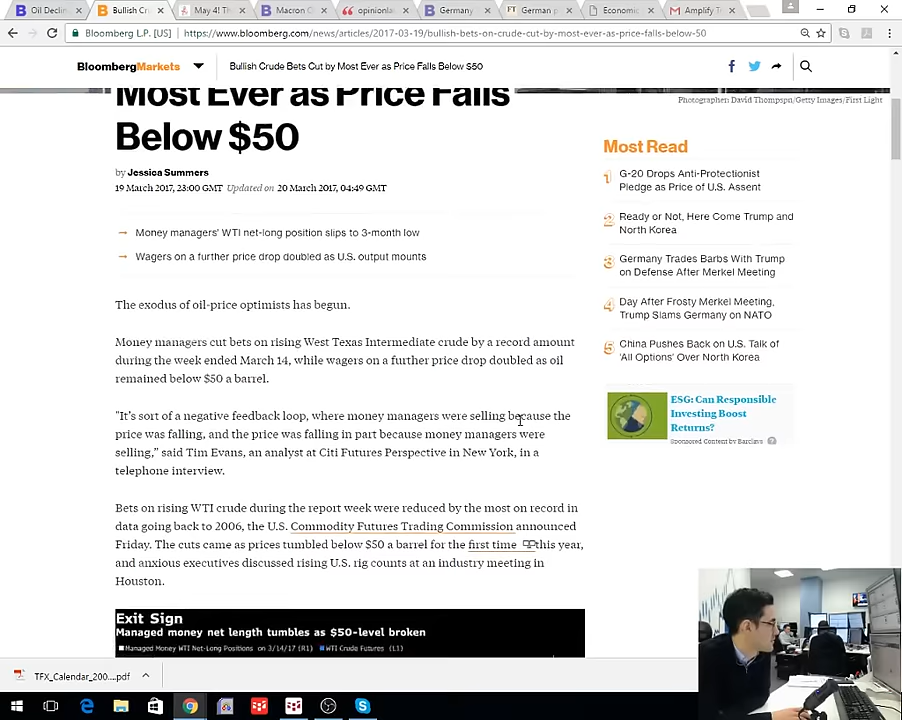 Oil Declin
Bullish Cru
May 4! Th
Macron C
opinionla
Germany
German p
Economic
Amplify T
Bloomberg L.P. [US]
https://www.bloomberg.com/news/articles/2017-03-19/bullish-bets-on-crude-cut-by-most-ever-as-price-falls-below-50
BloombergMarkets
Bullish Crude Bets Cut by Most Ever as Price Falls Below $50
Most Ever as Price Falls
Below $50
Photographer: David Thompson/Getty Images/First Light
by Jessica Summers
19 March 2017, 23:00 GMT Updated on 20 March 2017, 04:49 GMT
→ Money managers' WTI net-long position slips to 3-month low
→ Wagers on a further price drop doubled as U.S. output mounts
The exodus of oil-price optimists has begun.
Money managers cut bets on rising West Texas Intermediate crude by a record amount
during the week ended March 14, while wagers on a further price drop doubled as oil
remained below $50 a barrel.
"It's sort of a negative feedback loop, where money managers were selling because the
price was falling, and the price was falling in part because money managers were
selling," said Tim Evans, an analyst at Citi Futures Perspective in New York, in a
telephone interview.
Bets on rising WTI crude during the report week were reduced by the most on record in
data going back to 2006, the U.S. Commodity Futures Trading Commission announced
Friday. The cuts came as prices tumbled below $50 a barrel for the first time this year,
and anxious executives discussed rising U.S. rig counts at an industry meeting in
Houston.
Exit Sign
Managed money net length tumbles as $50-level broken
Managed Money WTI Net-Long Positions on 3/14/17 (R1) WTI Crude Futures (L1)
Most Read
1 G-20 Drops Anti-Protectionist
Pledge as Price of U.S. Assent
2 Ready or Not, Here Come Trump and
North Korea
3 Germany Trades Barbs With Trump
on Defense After Merkel Meeting
4 Day After Frosty Merkel Meeting,
Trump Slams Germany on NATO
5 China Pushes Back on U.S. Talk of
'All Options' Over North Korea
ESG: Can Responsible
Investing Boost
Returns?
Sponsored Content by Barclays
TFX_Calendar_200....pdf